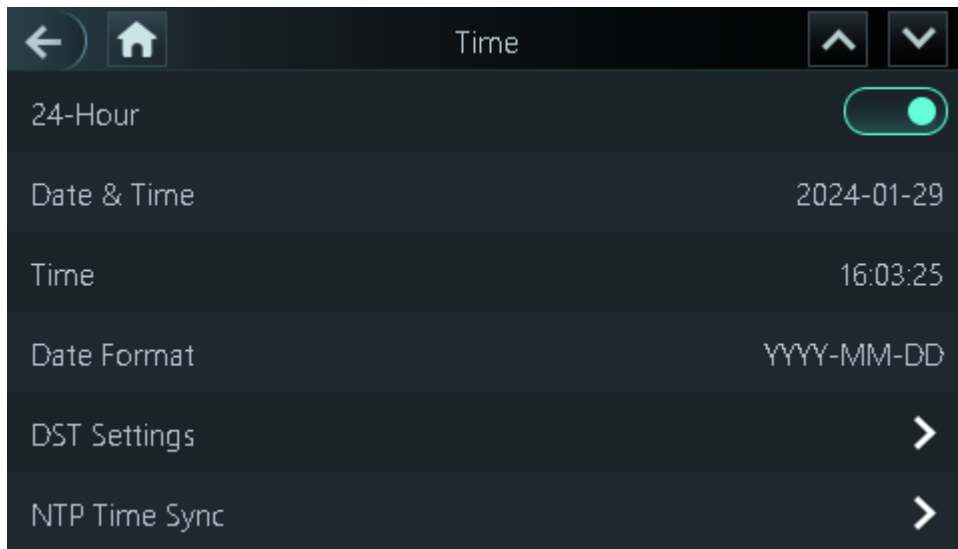 Time
24-Hour
Date & Time 2024-01-29
Time 16:03:25
Date Format YYYY-MM-DD
DST Settings
NTP Time Sync